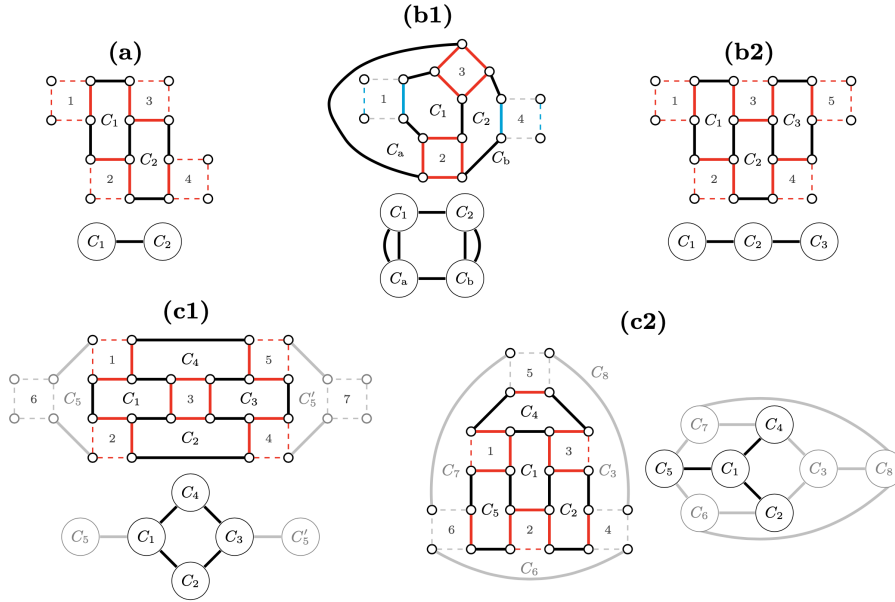 (a)
(b1)
(b2)
1
3
C1
C2
2
4
C1 C2
3
1
C1
C2
4
Ca
2
Cb
C1 C2
Ca Cb
1 3 5
C1 C3
C2
2 4
C1 C2 C3
(c1)
(c2)
1 C4 5
6 C5 C1 3 C3 C5′ 7
2 C2 4
C4
C5 C1 C3 C5′
C2
5 C8
C4
1 3
C7 C1 C3
C5 C2
6 2 4
C6
C7 C4
C5 C1 C3 C8
C6 C2